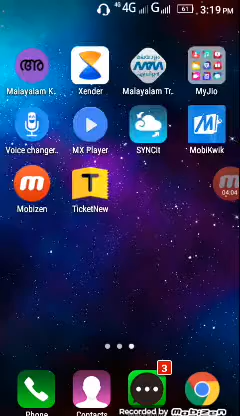 4G 4G G 61 3:19 PM
Malayalam K..
Xender
Malayalam Tr..
MyJio
Voice changer..
MX Player
SYNCit
MobiKwik
04:04
Mobizen
TicketNew
T
3
Phone
Contacts
Recorded by Mobizen